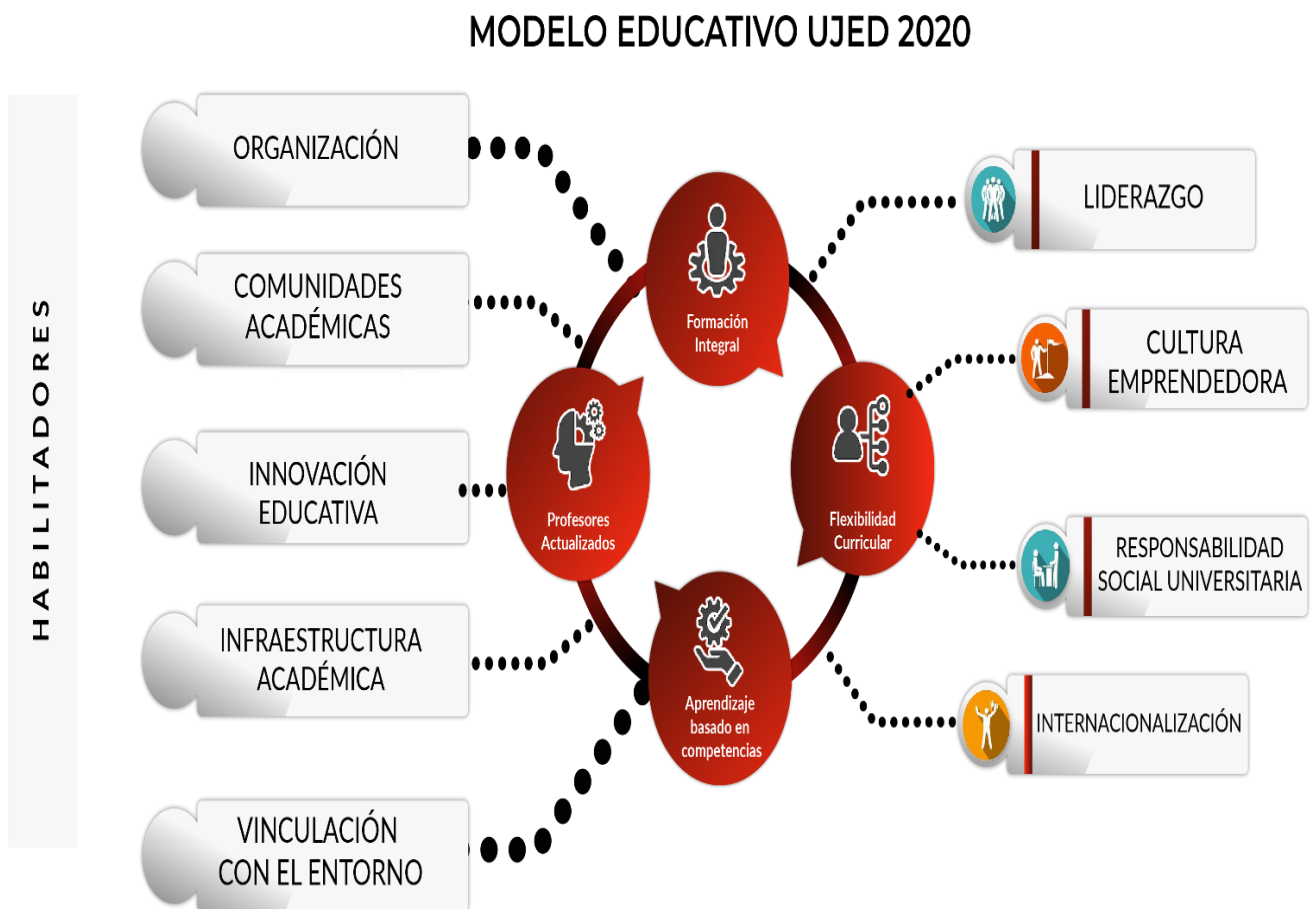 MODELO EDUCATIVO UJED 2020
HABILITADORES
ORGANIZACIÓN
COMUNIDADES
ACADÉMICAS
INNOVACIÓN
EDUCATIVA
INFRAESTRUCTURA
ACADÉMICA
VINCULACIÓN
CON EL ENTORNO
Formación
Integral
Profesores
Actualizados
Flexibilidad
Curricular
Aprendizaje
basado en
competencias
LIDERAZGO
CULTURA
EMPRENDEDORA
RESPONSABILIDAD
SOCIAL UNIVERSITARIA
INTERNACIONALIZACIÓN